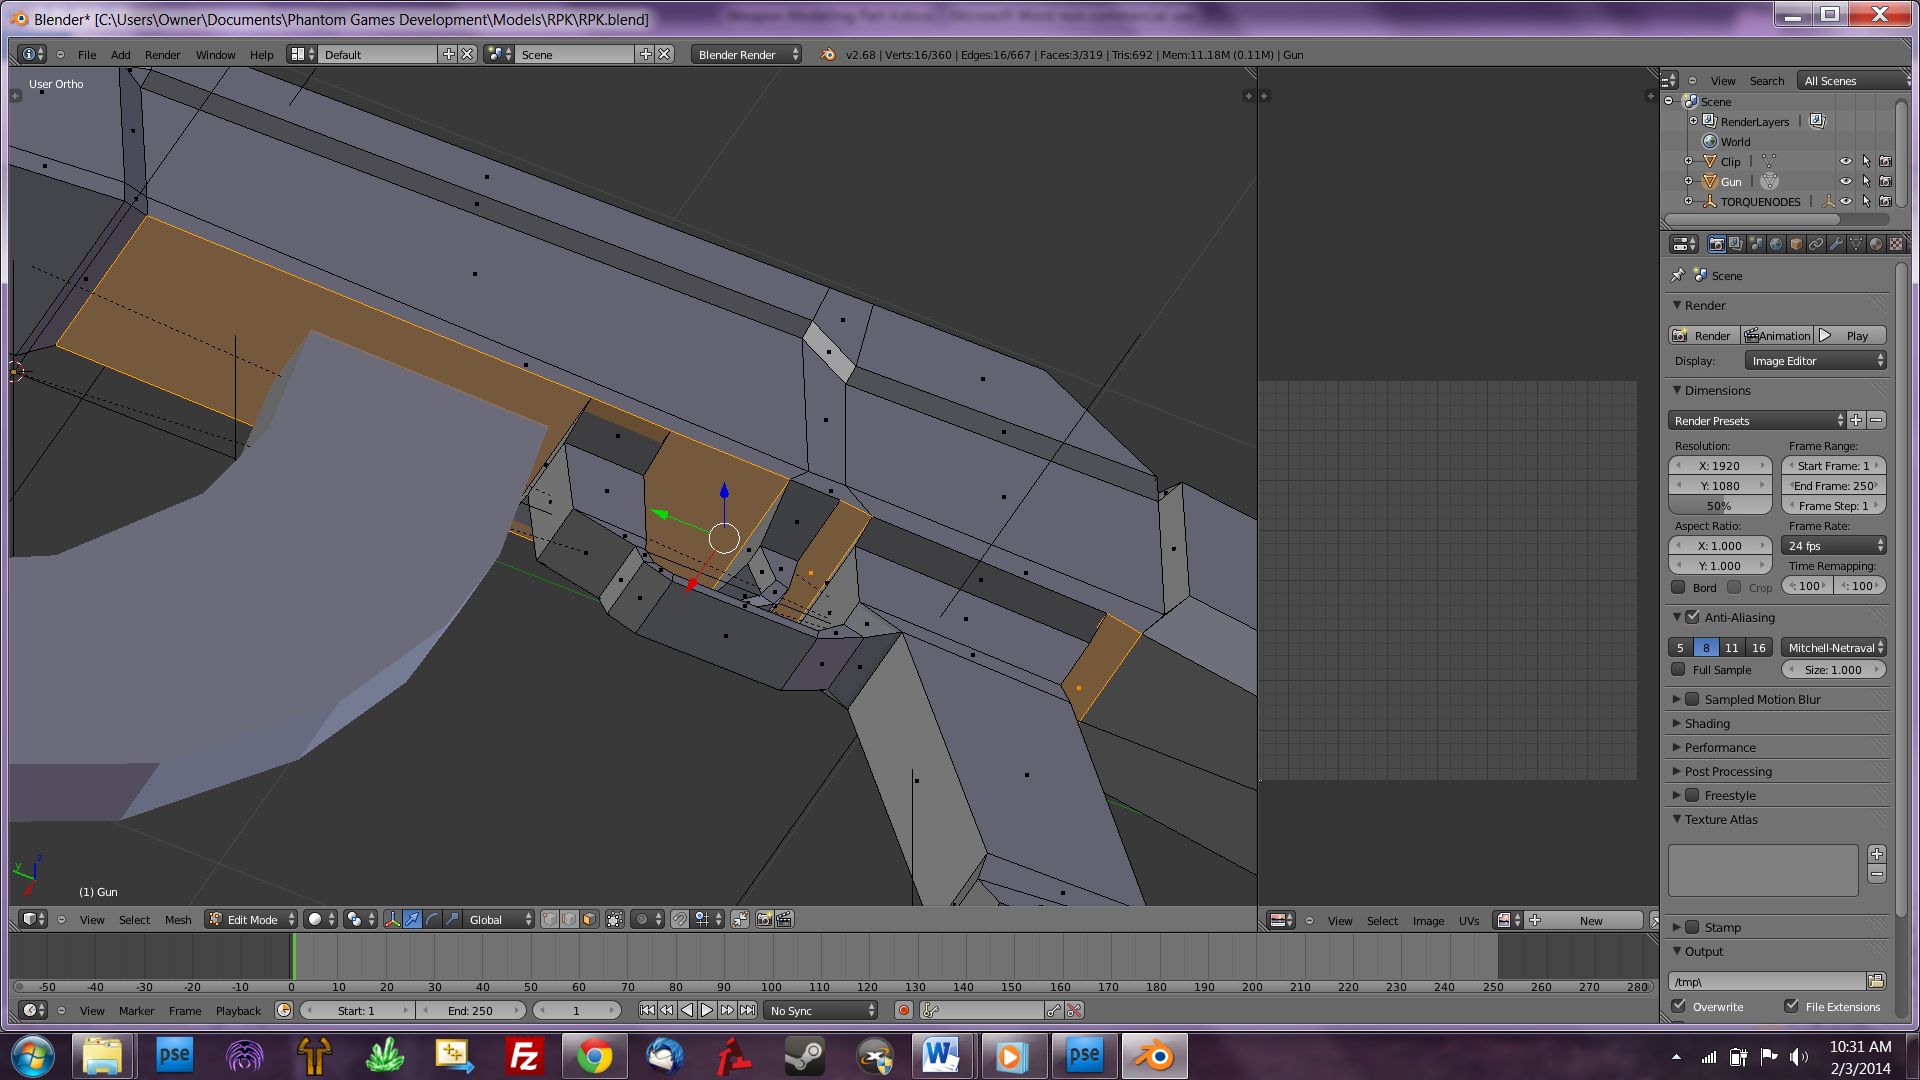 Blender* [C:\Users\Owner\Documents\Phantom Games Development\Models\RPK\RPK.blend]
File Add Render Window Help Default Scene Blender Render v2.68 | Verts:16/360 | Edges:16/667 | Faces:3/319 | Tris:692 | Mem:11.18M (0.11M) | Gun
User Ortho
View Search All Scenes
Scene
RenderLayers
World
Clip
Gun
TORQUENODES
Scene
Render
Render Animation Play
Display: Image Editor
Dimensions
Render Presets
Resolution: Frame Range:
X: 1920 Start Frame: 1
Y: 1080 End Frame: 250
50% Frame Step: 1
Aspect Ratio: Frame Rate:
X: 1.000 24 fps
Y: 1.000 Time Remapping:
Bord Crop : 100 : 100
Anti-Aliasing
5 8 11 16 Mitchell-Netraval
Full Sample Size: 1.000
Sampled Motion Blur
Shading
Performance
Post Processing
Freestyle
Texture Atlas
Stamp
Output
/tmp\
Overwrite File Extensions
z
y
(1) Gun
View Select Mesh Edit Mode Global
View Select Image UVs New
-50 -40 -30 -20 -10 0 10 20 30 40 50 60 70 80 90 100 110 120 130 140 150 160 170 180 190 200 210 220 230 240 250 260 270 280
View Marker Frame Playback Start: 1 End: 250 1 No Sync
pse
FZ
W
pse
10:31 AM
2/3/2014